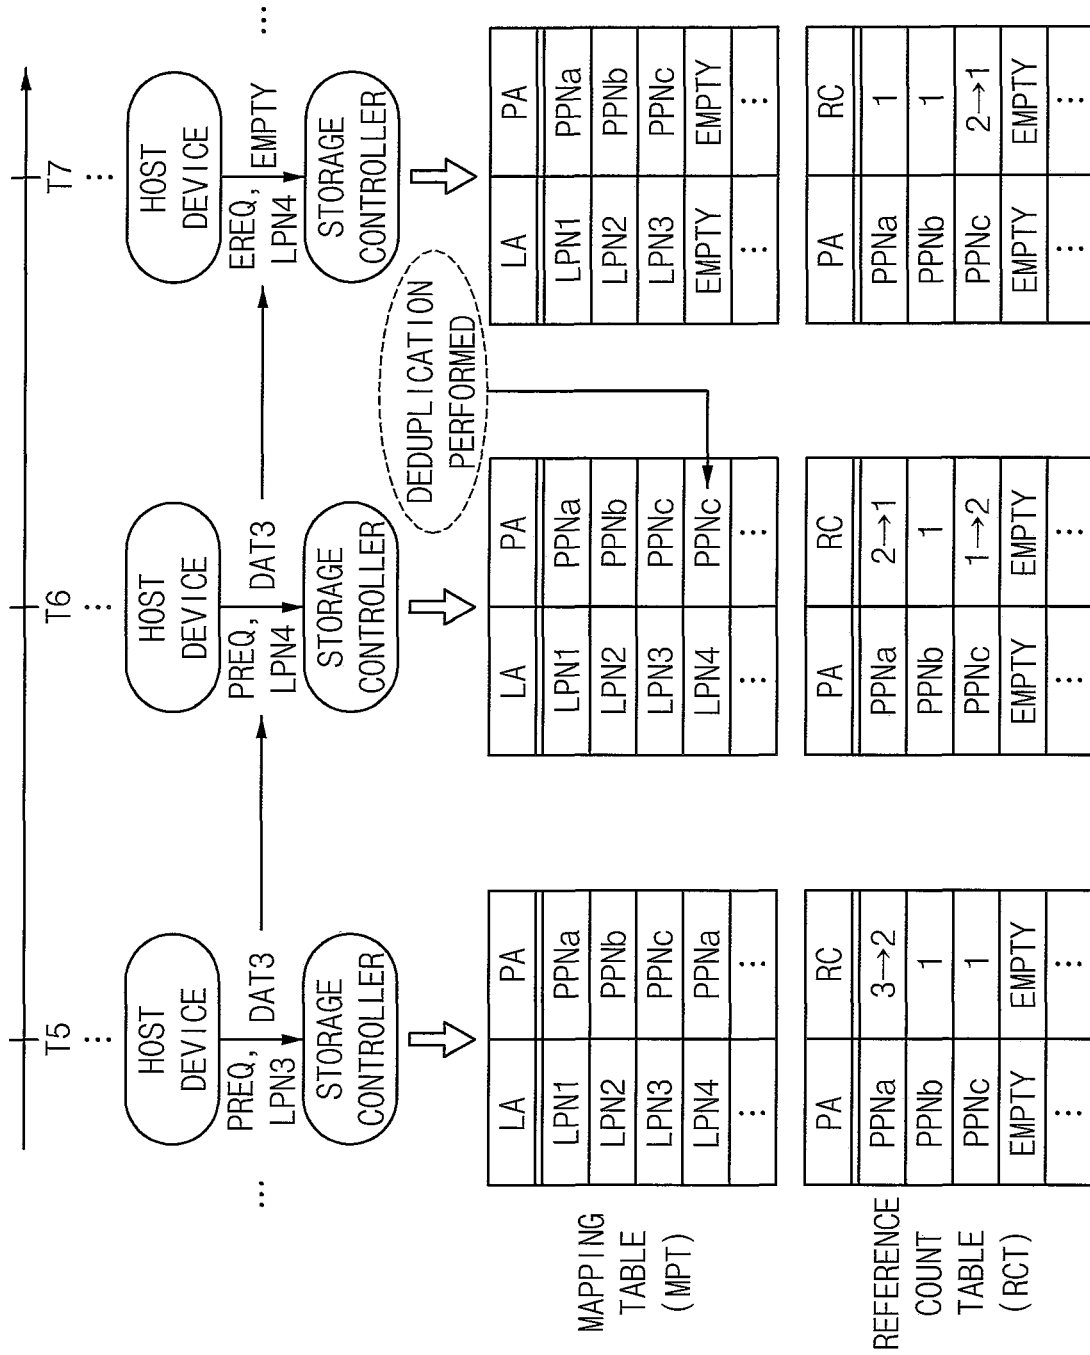 T5
T6
T7
⋮
⋮
⋮
HOST
DEVICE
HOST
DEVICE
HOST
DEVICE
PREQ,
LPN3
DAT3
PREQ,
LPN4
DAT3
EREQ,
LPN4
EMPTY
...
...
STORAGE
CONTROLLER
STORAGE
CONTROLLER
STORAGE
CONTROLLER
DEDUPLICATION
PERFORMED
MAPPING
TABLE
(MPT)
LA PA
LPN1 PPNa
LPN2 PPNb
LPN3 PPNc
LPN4 PPNa
⋮ ⋮
LA PA
LPN1 PPNa
LPN2 PPNb
LPN3 PPNc
LPN4 PPNc
⋮ ⋮
LA PA
LPN1 PPNa
LPN2 PPNb
LPN3 PPNc
EMPTY EMPTY
⋮ ⋮
REFERENCE
COUNT
TABLE
(RCT)
PA RC
PPNa 3→2
PPNb 1
PPNc 1
EMPTY EMPTY
⋮ ⋮
PA RC
PPNa 2→1
PPNb 1
PPNc 1→2
EMPTY EMPTY
⋮ ⋮
PA RC
PPNa 1
PPNb 1
PPNc 2→1
EMPTY EMPTY
⋮ ⋮